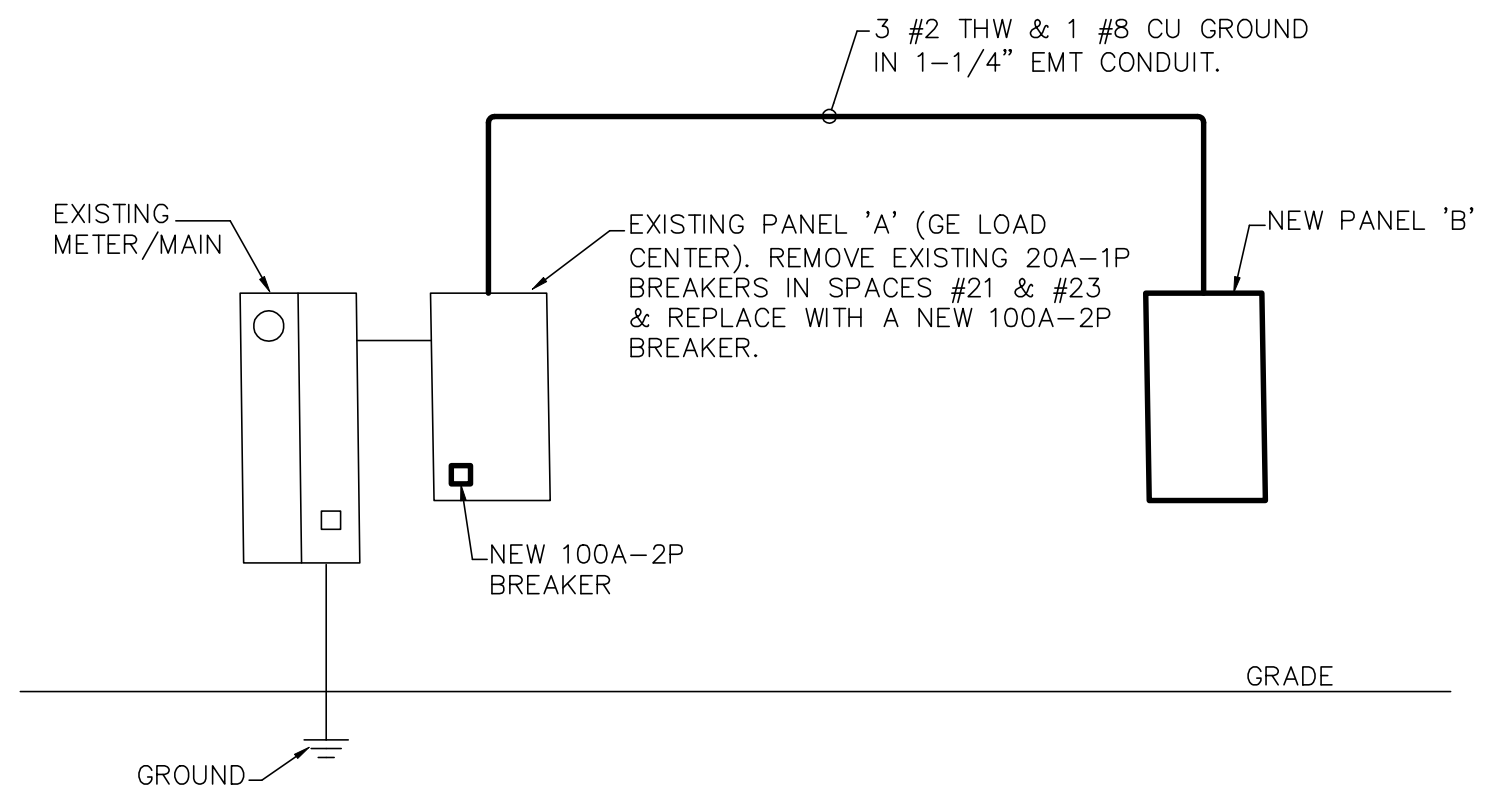 3 #2 THW & 1 #8 CU GROUND
IN 1-1/4" EMT CONDUIT.
EXISTING
METER/MAIN
EXISTING PANEL 'A' (GE LOAD
CENTER). REMOVE EXISTING 20A-1P
BREAKERS IN SPACES #21 & #23
& REPLACE WITH A NEW 100A-2P
BREAKER.
NEW PANEL 'B'
NEW 100A-2P
BREAKER
GRADE
GROUND